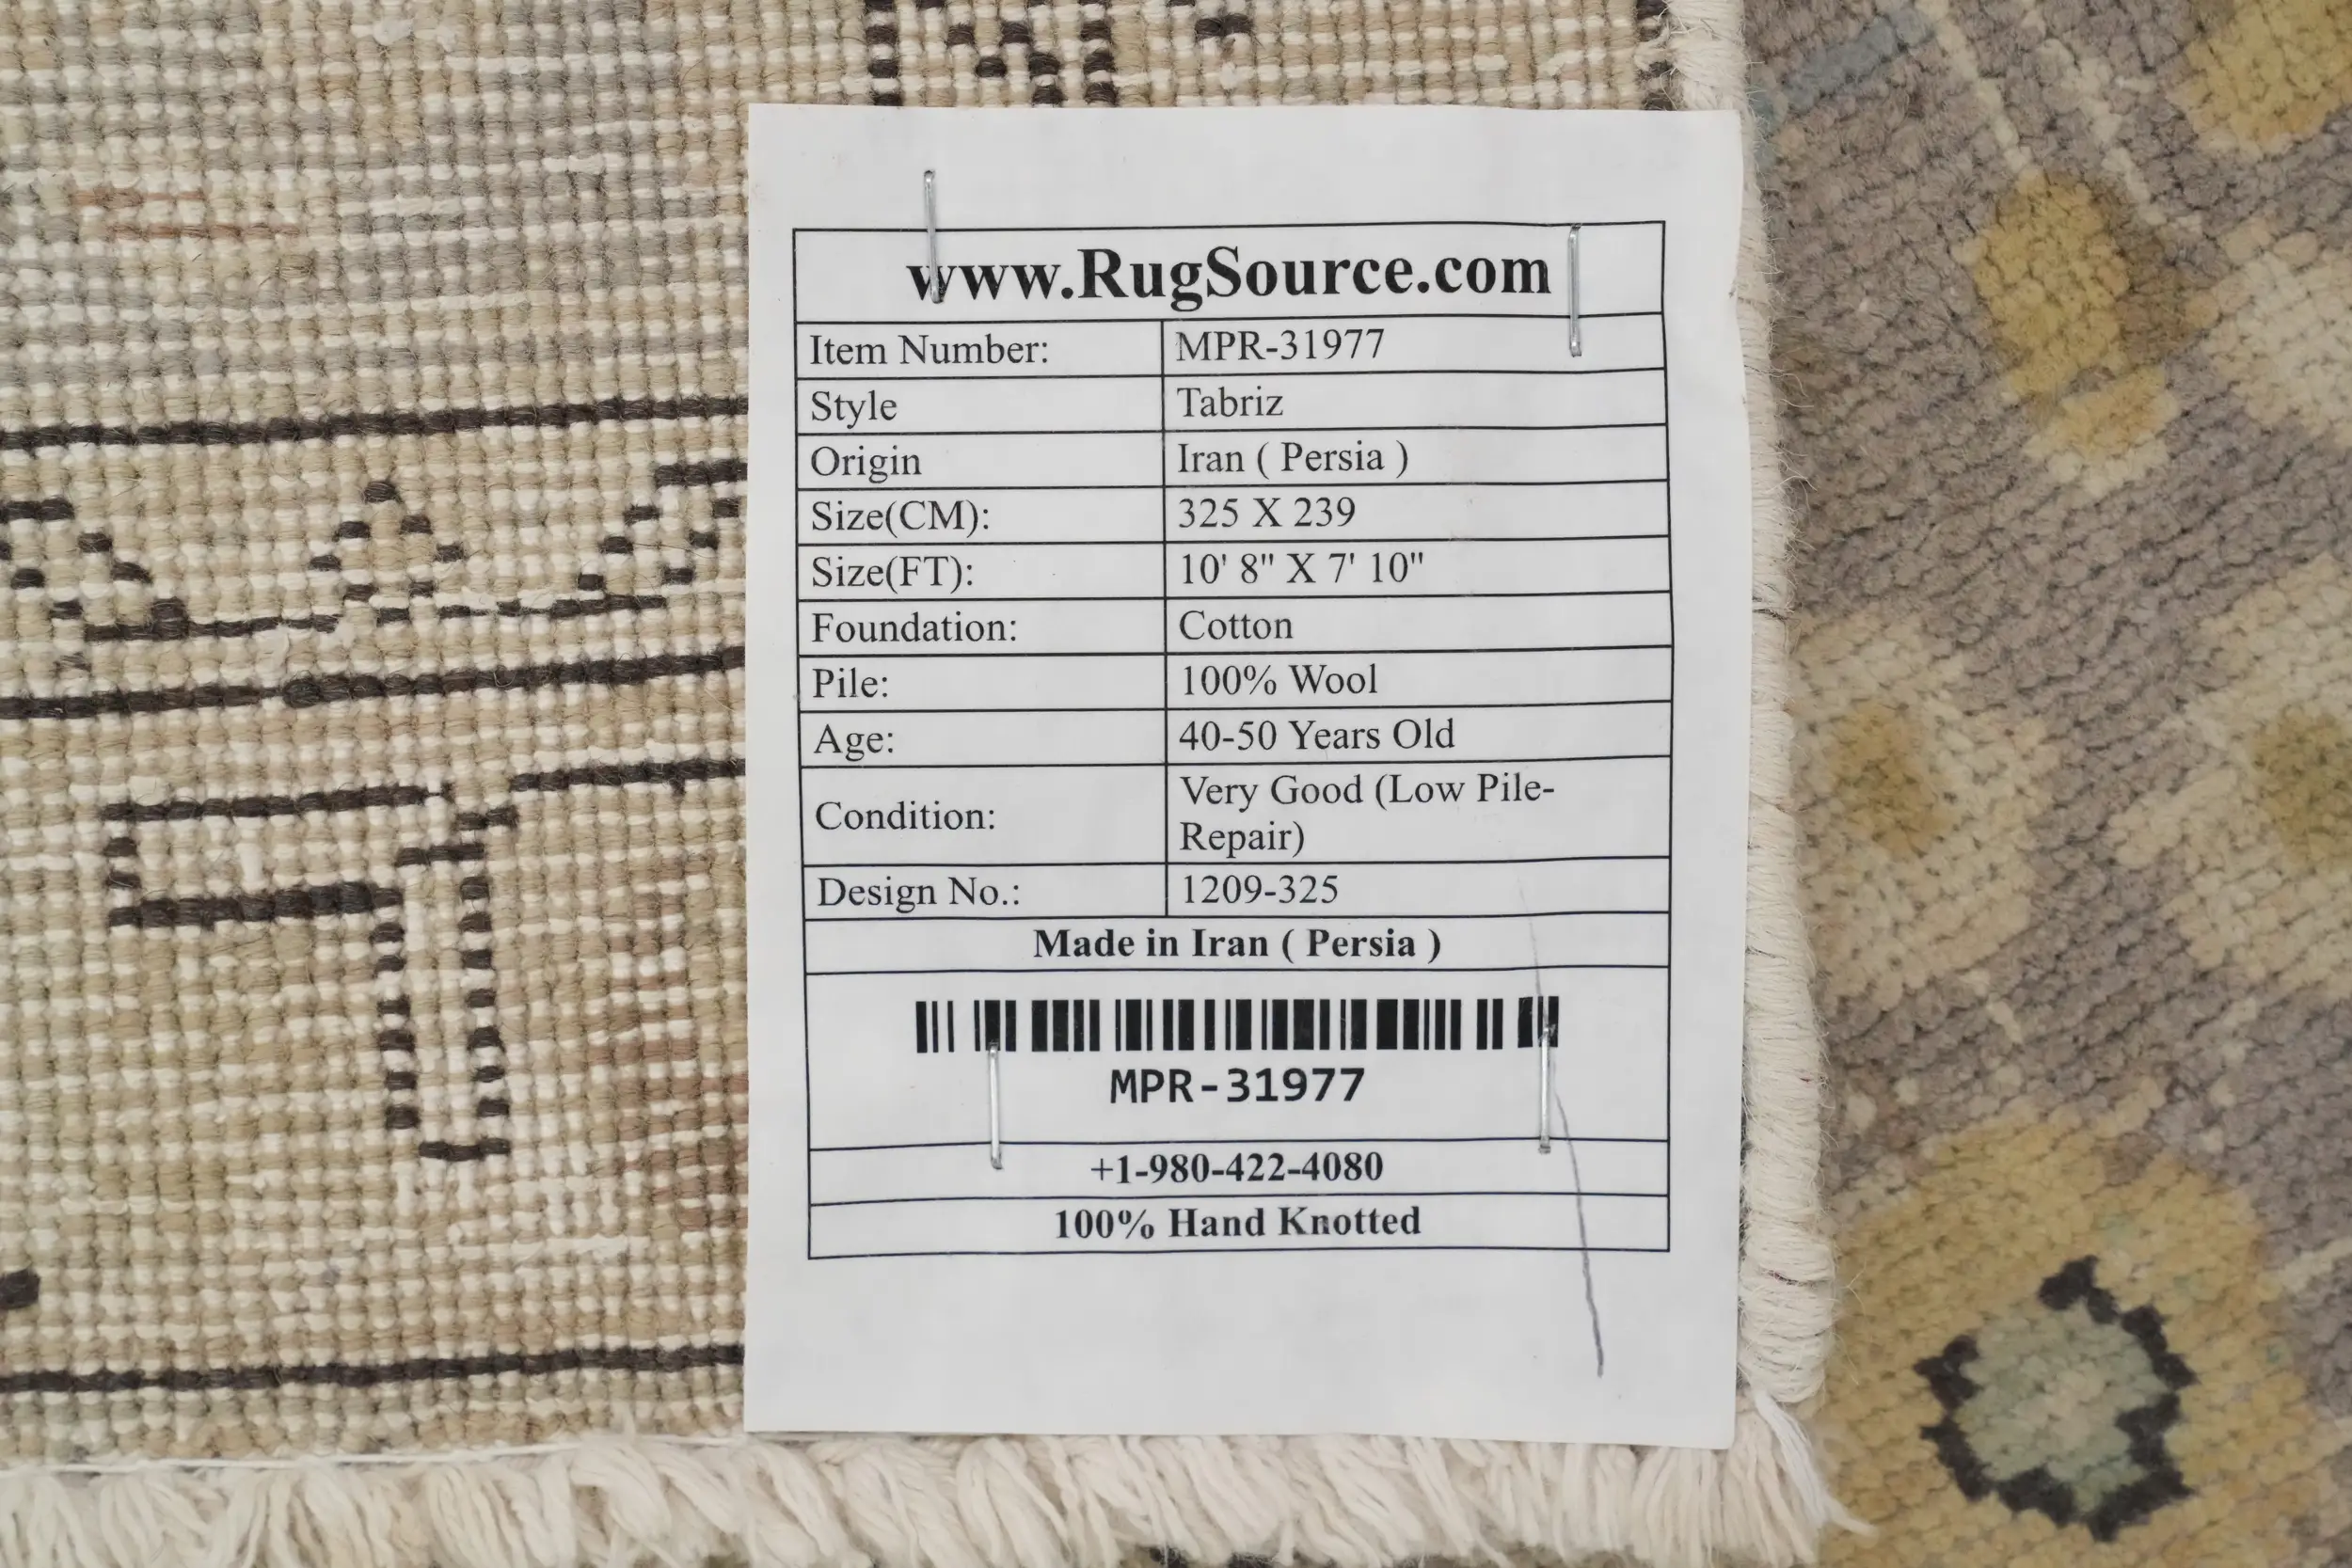 www.RugSource.com
Item Number: MPR-31977
Style Tabriz
Origin Iran ( Persia )
Size(CM): 325 X 239
Size(FT): 10' 8" X 7' 10"
Foundation: Cotton
Pile: 100% Wool
Age: 40-50 Years Old
Condition: Very Good (Low Pile-
Repair)
Design No.: 1209-325
Made in Iran ( Persia )
MPR-31977
+1-980-422-4080
100% Hand Knotted